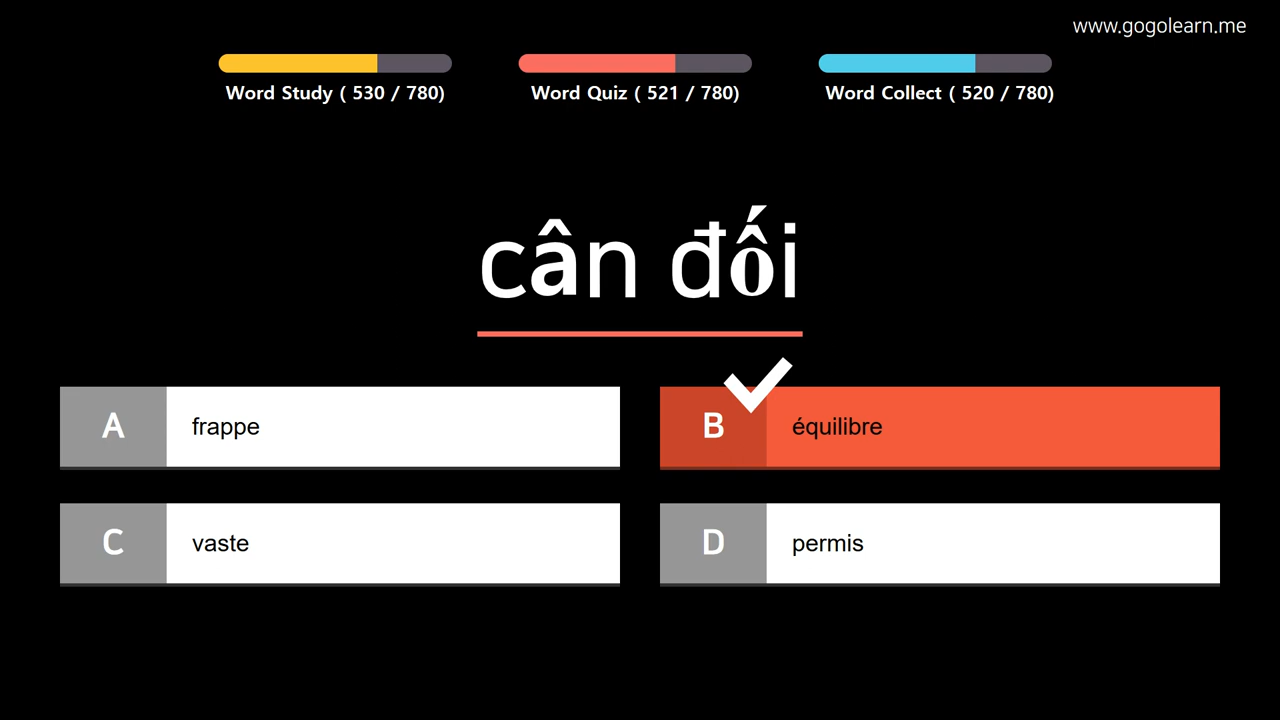 www.gogolearn.me
Word Study ( 530 / 780)
Word Quiz ( 521 / 780)
Word Collect ( 520 / 780)
cân đối
A frappe
B équilibre
C vaste
D permis